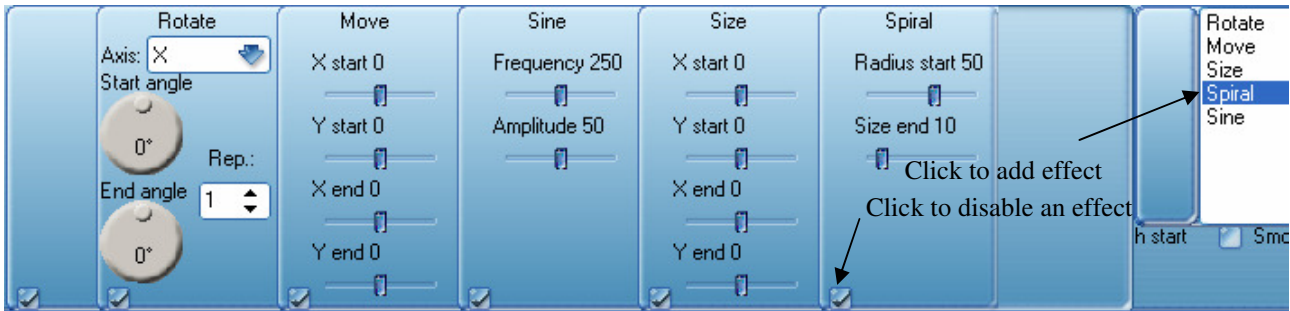 Rotate
Axis: X
Start angle
0°
Rep.:
End angle
1
0°
Move
X start 0
Y start 0
X end 0
Y end 0
Sine
Frequency 250
Amplitude 50
Size
X start 0
Y start 0
X end 0
Y end 0
Spiral
Radius start 50
Size end 10
Click to add effect
Click to disable an effect
Rotate
Move
Size
Spiral
Sine
h start
Smo